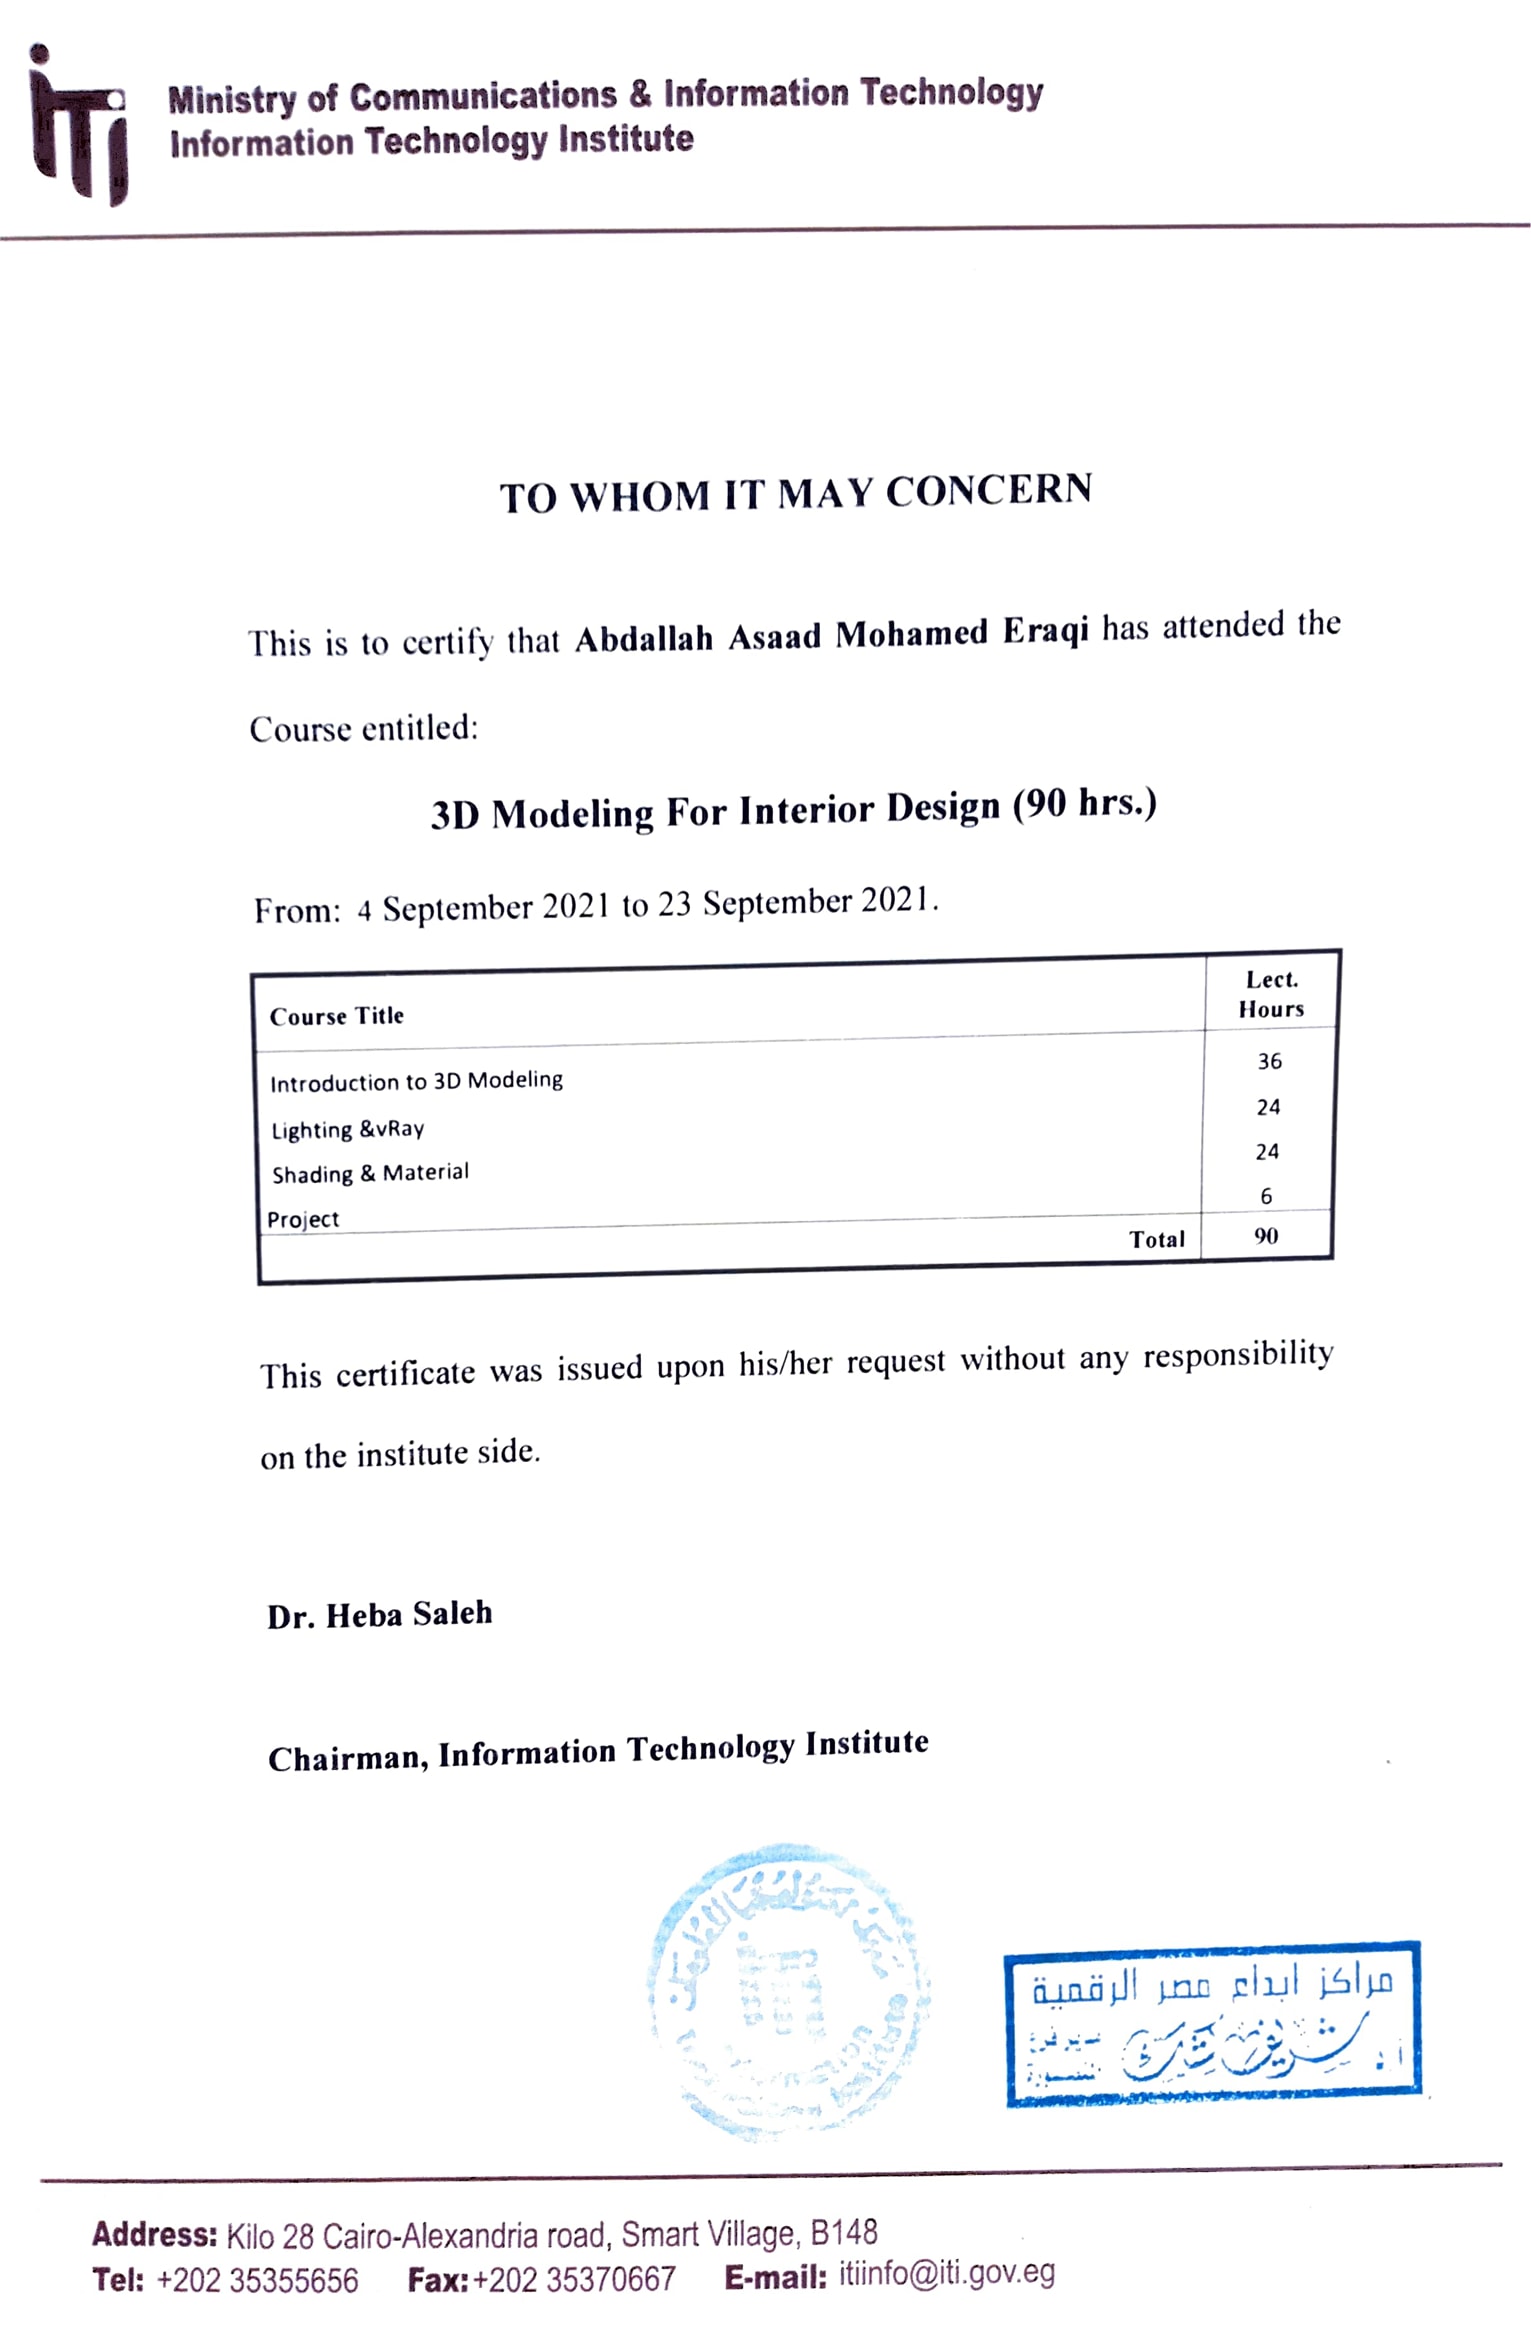 iTi
Ministry of Communications & Information Technology
Information Technology Institute
TO WHOM IT MAY CONCERN
This is to certify that Abdallah Asaad Mohamed Eraqi has attended the
Course entitled:
3D Modeling For Interior Design (90 hrs.)
From: 4 September 2021 to 23 September 2021.
Course Title Lect. Hours
Introduction to 3D Modeling 36
Lighting &vRay 24
Shading & Material 24
Project 6
Total 90
This certificate was issued upon his/her request without any responsibility
on the institute side.
Dr. Heba Saleh
Chairman, Information Technology Institute
مراكز ابداع مصر الرقمية
Address: Kilo 28 Cairo-Alexandria road, Smart Village, B148
Tel: +202 35355656 Fax:+202 35370667 E-mail: itiinfo@iti.gov.eg